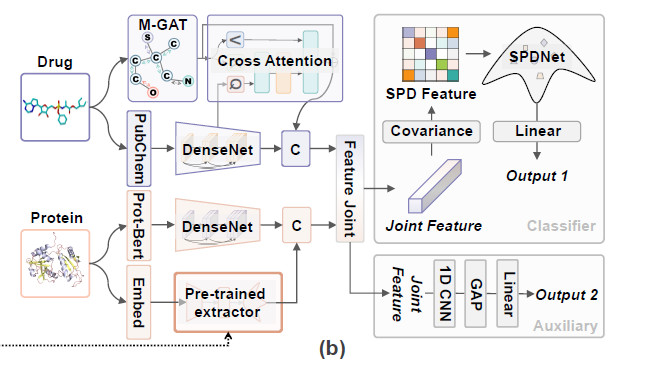 Drug
M-GAT
S
C
C
C
C
C
C
N
O
V
Q
Cross Attention
PubChem
DenseNet
C
Protein
Prot-Bert
DenseNet
C
Embed
Pre-trained
extractor
Feature Joint
SPD Feature
SPDNet
Covariance
Linear
Joint Feature
Output 1
Classifier
Joint
Feature
1D CNN
GAP
Linear
Output 2
Auxiliary
(b)